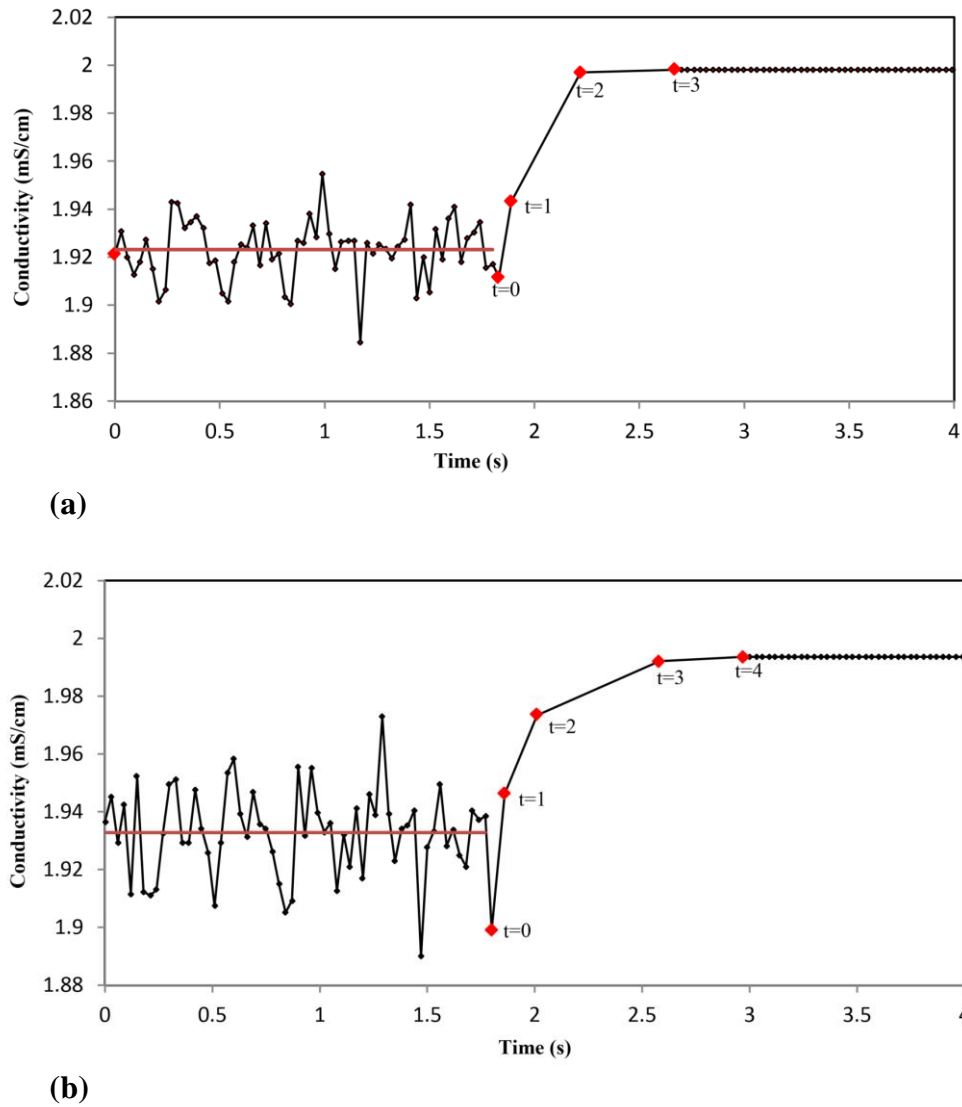 2.02
2
1.98
1.96
1.94
1.92
1.9
1.88
1.86
Conductivity (mS/cm)
t=0
t=1
t=2
t=3
0 0.5 1 1.5 2 2.5 3 3.5 4
Time (s)
(a)
2.02
2
1.98
1.96
1.94
1.92
1.9
1.88
Conductivity (mS/cm)
t=0
t=1
t=2
t=3
t=4
0 0.5 1 1.5 2 2.5 3 3.5 4
Time (s)
(b)